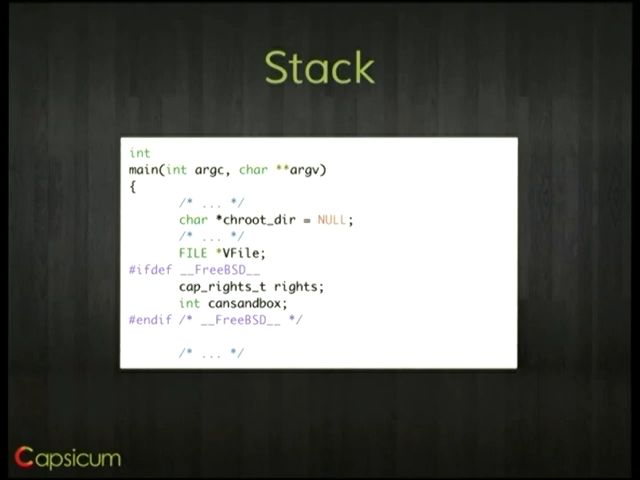 Stack
int
main(int argc, char **argv)
{
/* ... */
char *chroot_dir = NULL;
/* ... */
FILE *VFile;
#ifdef __FreeBSD__
cap_rights_t rights;
int cansandbox;
#endif /* __FreeBSD__ */
/* ... */
Capsicum